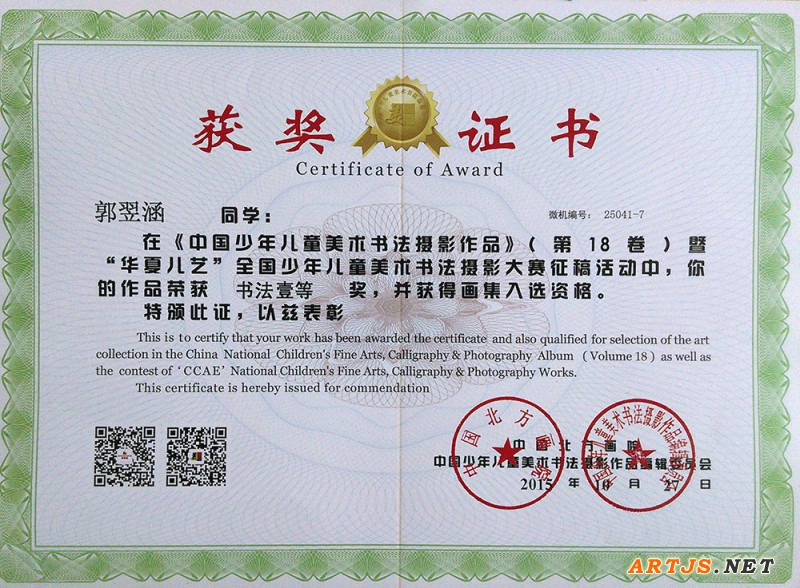 获奖证书
Certificate of Award
郭翌涵 同学：
微机编号： 25041-7
在《中国少年儿童美术书法摄影作品》（第18卷）暨
“华夏儿艺”全国少年儿童美术书法摄影大赛征稿活动中，你
的作品荣获 书法壹等 奖，并获得画集入选资格。
特颁此证，以兹表彰
This is to certify that your work has been awarded the certificate and also qualified for selection of the art
collection in the China National Children's Fine Arts, Calligraphy & Photography Album （Volume 18）as well as
the contest of ‘CCAE’ National Children's Fine Arts, Calligraphy & Photography Works.
This certificate is hereby issued for commendation
中国北方画院
中国北方画院
中国少年儿童美术书法摄影作品编辑委员会
2015 年 10 月 27 日
ARTJS.NET